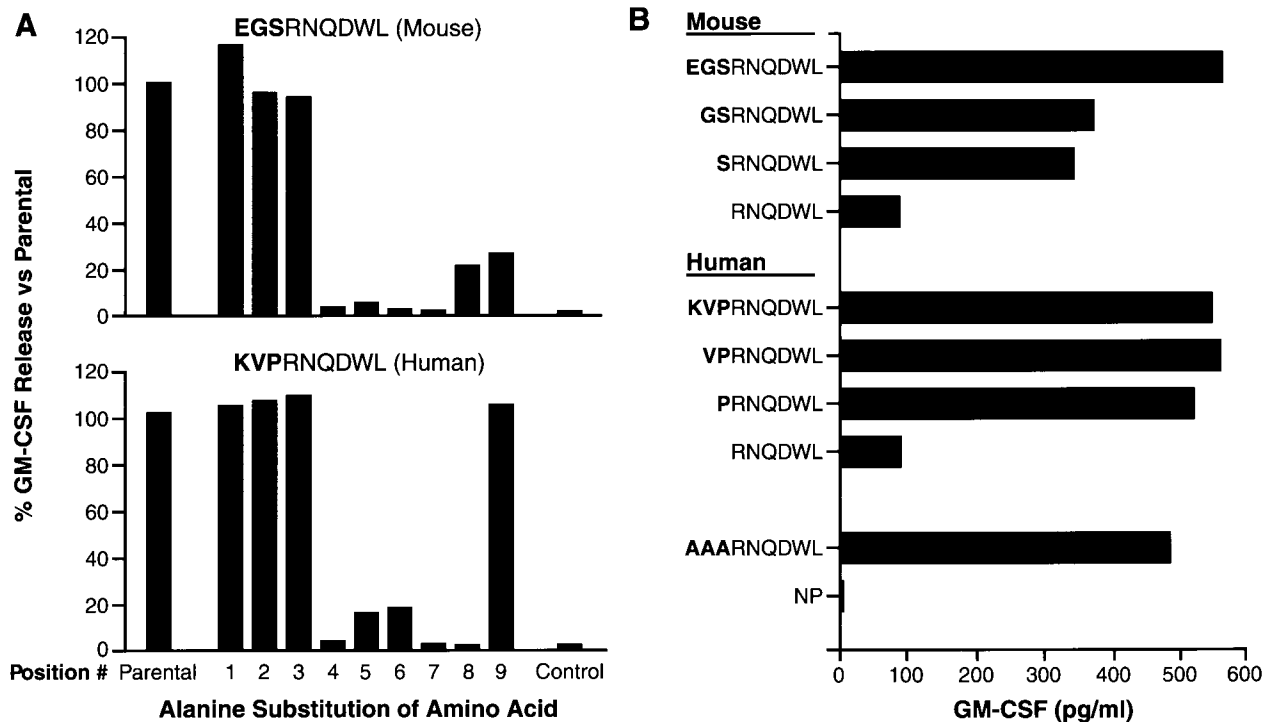 A
EGSRNQDWL (Mouse)
120
100
80
60
40
20
0
% GM-CSF Release vs Parental
KVPRNQDWL (Human)
120
100
80
60
40
20
0
Position # Parental 1 2 3 4 5 6 7 8 9 Control
Alanine Substitution of Amino Acid
B
Mouse
EGSRNQDWL
GSRNQDWL
SRNQDWL
RNQDWL
Human
KVPRNQDWL
VPRNQDWL
PRNQDWL
RNQDWL
AAARNQDWL
NP
0 100 200 300 400 500 600
GM-CSF (pg/ml)